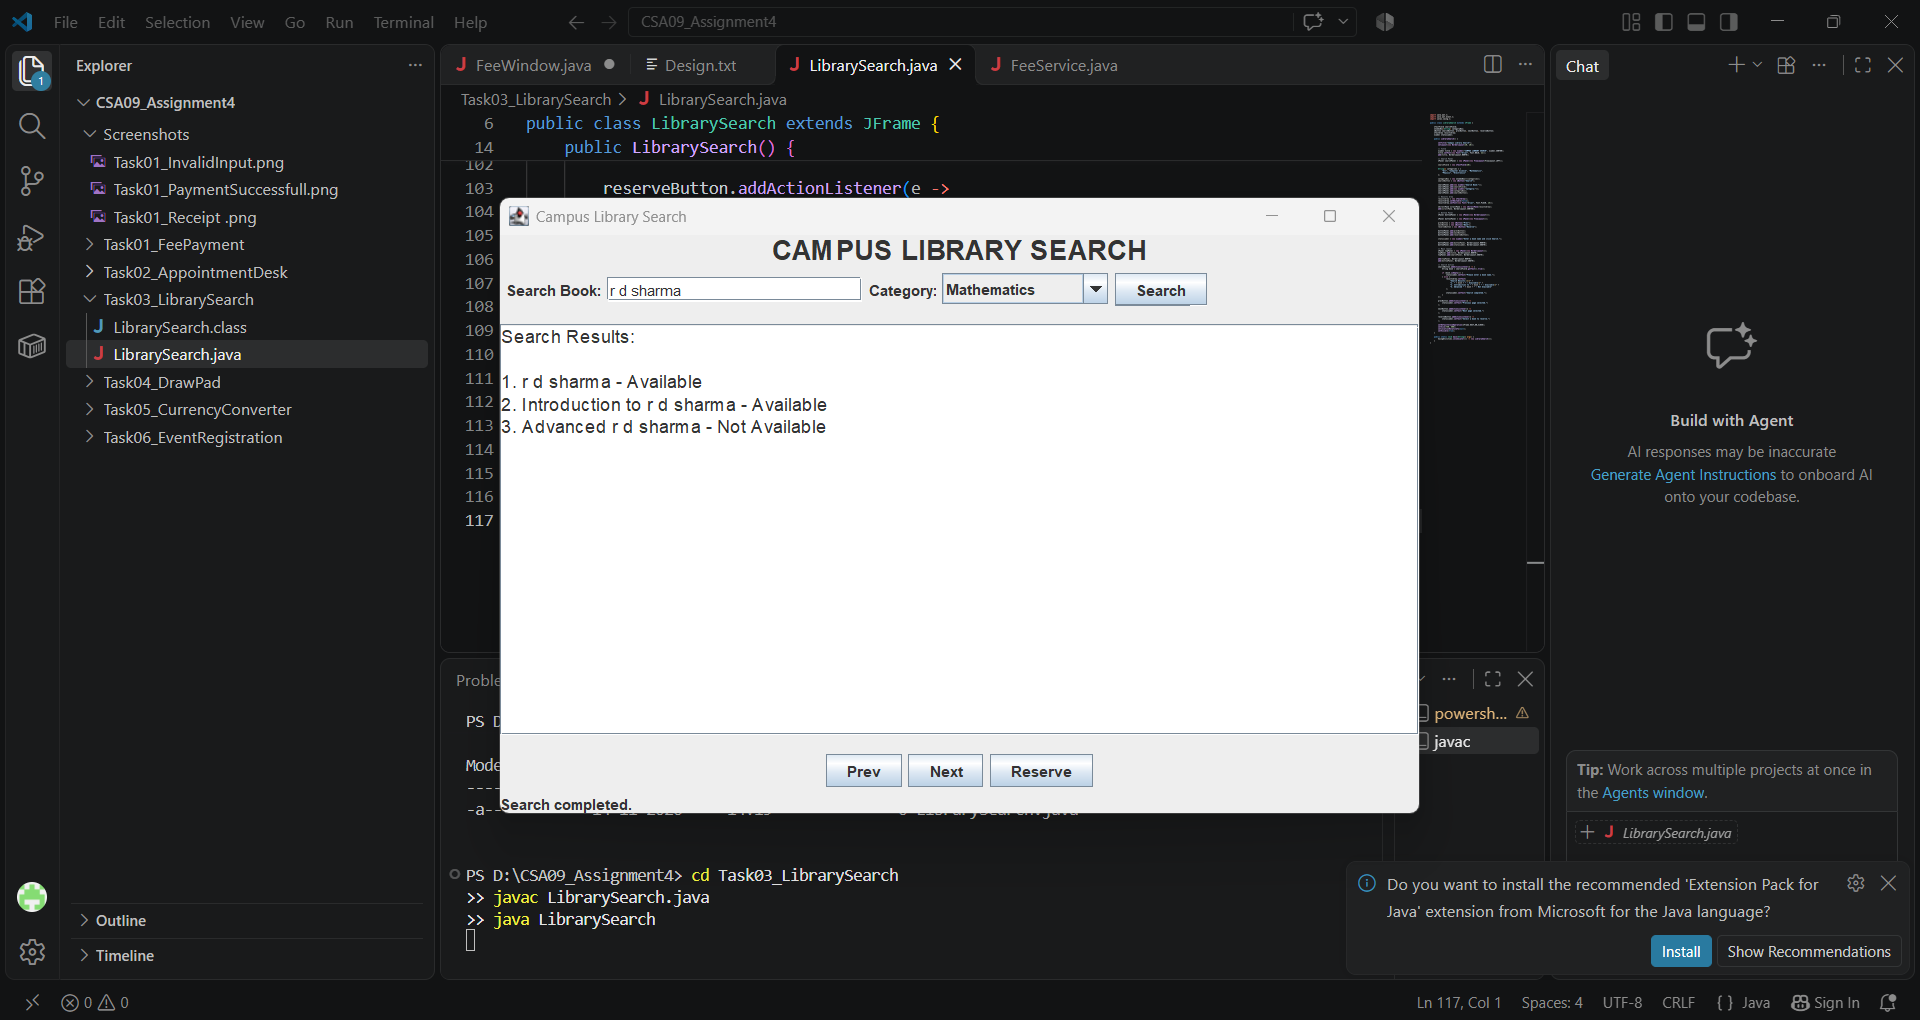 File Edit Selection View Go Run Terminal Help
CSA09_Assignment4
Explorer
CSA09_Assignment4
Screenshots
Task01_InvalidInput.png
Task01_PaymentSuccessfull.png
Task01_Receipt .png
Task01_FeePayment
Task02_AppointmentDesk
Task03_LibrarySearch
J LibrarySearch.class
J LibrarySearch.java
Task04_DrawPad
Task05_CurrencyConverter
Task06_EventRegistration
Outline
Timeline
J FeeWindow.java
Design.txt
J LibrarySearch.java
J FeeService.java
Task03_LibrarySearch > J LibrarySearch.java
6 public class LibrarySearch extends JFrame {
14 public LibrarySearch() {
102
103 reserveButton.addActionListener(e ->
104
105
106
107
108
109
110
111
112
113
114
115
116
117
Campus Library Search
CAMPUS LIBRARY SEARCH
Search Book: r d sharma Category: Mathematics Search
Search Results:
1. r d sharma - Available
2. Introduction to r d sharma - Available
3. Advanced r d sharma - Not Available
Prev Next Reserve
Search completed.
PS D
Mode
-a--
PS D:\CSA09_Assignment4> cd Task03_LibrarySearch
>> javac LibrarySearch.java
>> java LibrarySearch
powersh...
javac
Chat
Build with Agent
AI responses may be inaccurate
Generate Agent Instructions to onboard AI
onto your codebase.
Tip: Work across multiple projects at once in
the Agents window.
J LibrarySearch.java
Do you want to install the recommended 'Extension Pack for
Java' extension from Microsoft for the Java language?
Install Show Recommendations
0 0
Ln 117, Col 1 Spaces: 4 UTF-8 CRLF {} Java Sign In
1